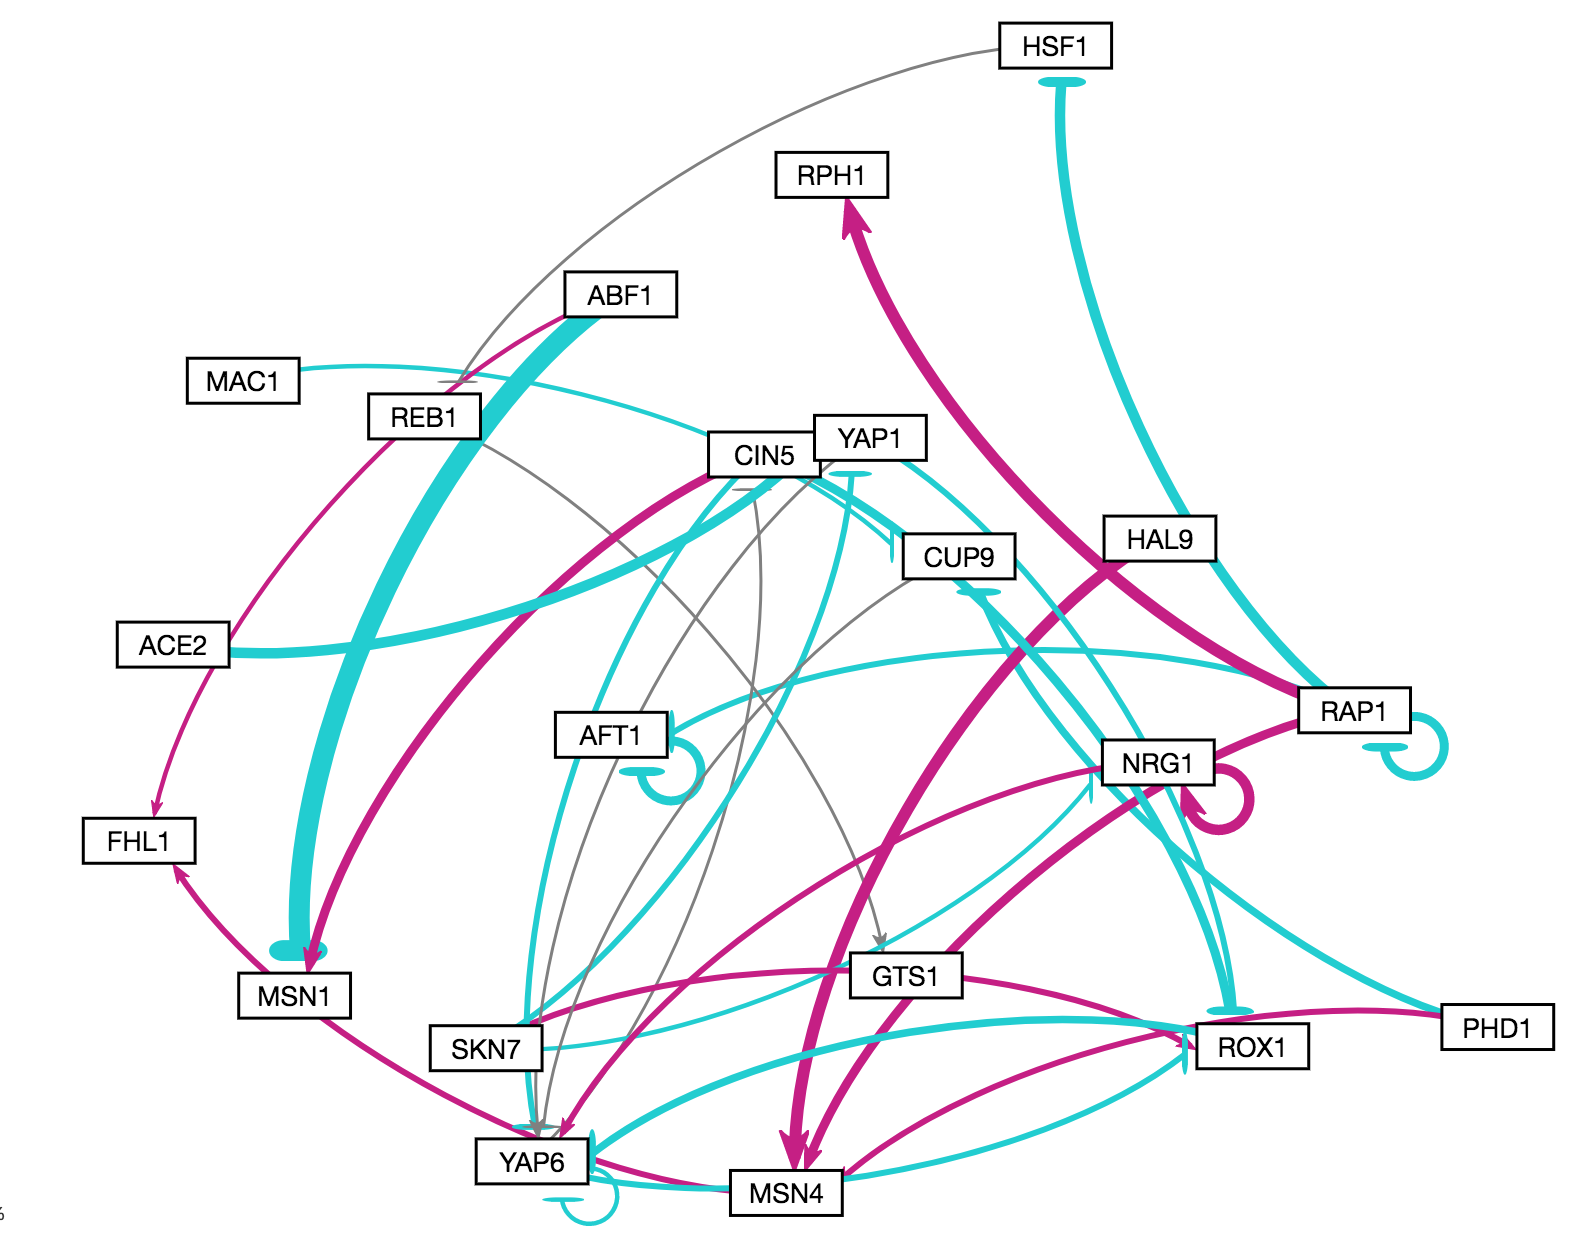 HSF1
RPH1
ABF1
MAC1
REB1
YAP1
CIN5
HAL9
CUP9
ACE2
RAP1
AFT1
NRG1
FHL1
GTS1
MSN1
PHD1
SKN7
ROX1
YAP6
MSN4
%